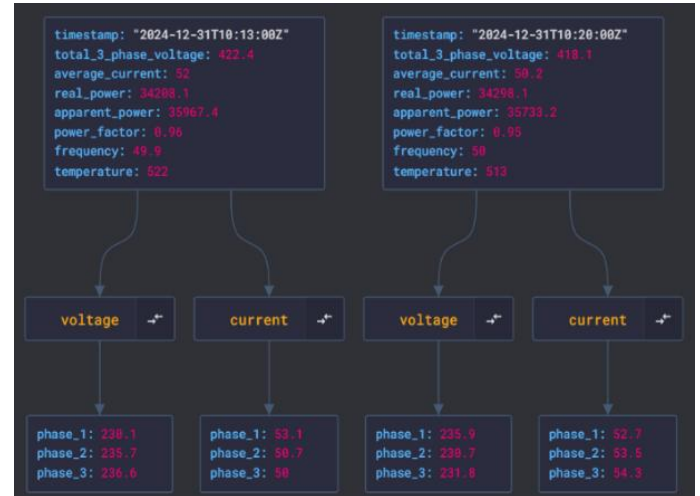 timestamp: "2024-12-31T10:13:00Z"
total_3_phase_voltage: 422.4
average_current: 52
real_power: 34208.1
apparent_power: 35967.4
power_factor: 0.96
frequency: 49.9
temperature: 522
timestamp: "2024-12-31T10:20:00Z"
total_3_phase_voltage: 418.1
average_current: 50.2
real_power: 34298.1
apparent_power: 35733.2
power_factor: 0.95
frequency: 50
temperature: 513
voltage
current
voltage
current
phase_1: 230.1
phase_2: 235.7
phase_3: 236.6
phase_1: 53.1
phase_2: 50.7
phase_3: 50
phase_1: 235.9
phase_2: 230.7
phase_3: 231.8
phase_1: 52.7
phase_2: 53.5
phase_3: 54.3